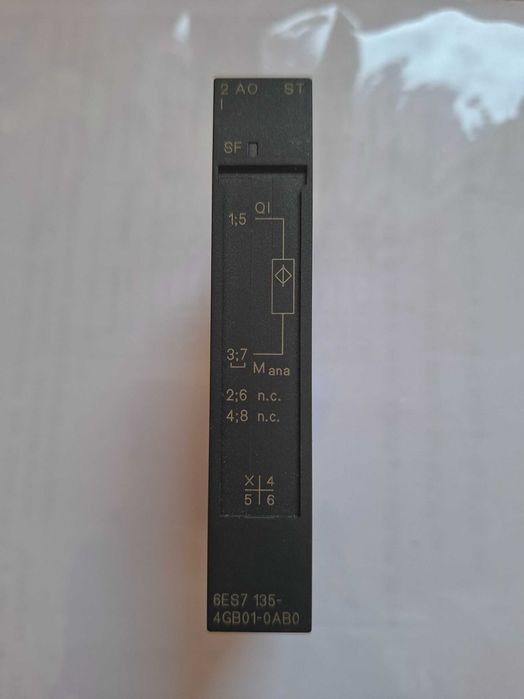 2 AO ST
I
SF
QI
1;5
3;7
M ana
2;6 n.c.
4;8 n.c.
X 4
5 6
6ES7 135-
4GB01-0AB0